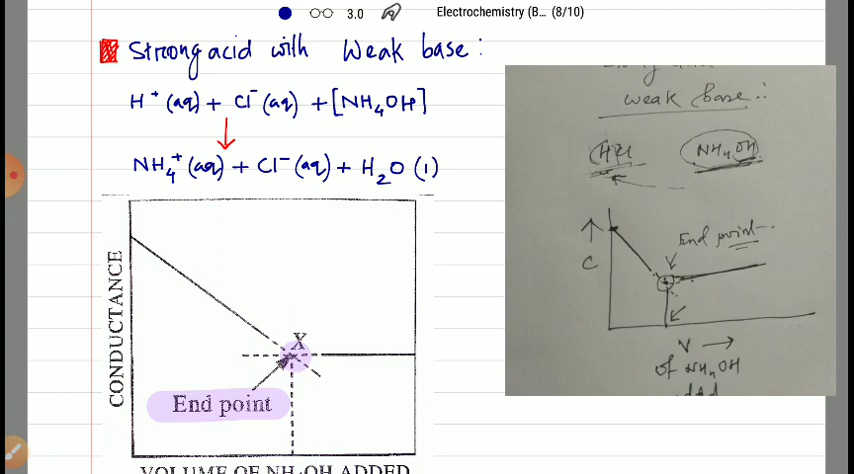 3.0 Electrochemistry (B... (8/10)
Strong acid with Weak base:
H⁺(aq) + Cl⁻(aq) + [NH₄OH]
NH₄⁺(aq) + Cl⁻(aq) + H₂O (l)
CONDUCTANCE
X
End point
VOLUME OF NH₄OH ADDED
weak base:
HCl NH₄OH
End point
C
V
of NH₄OH